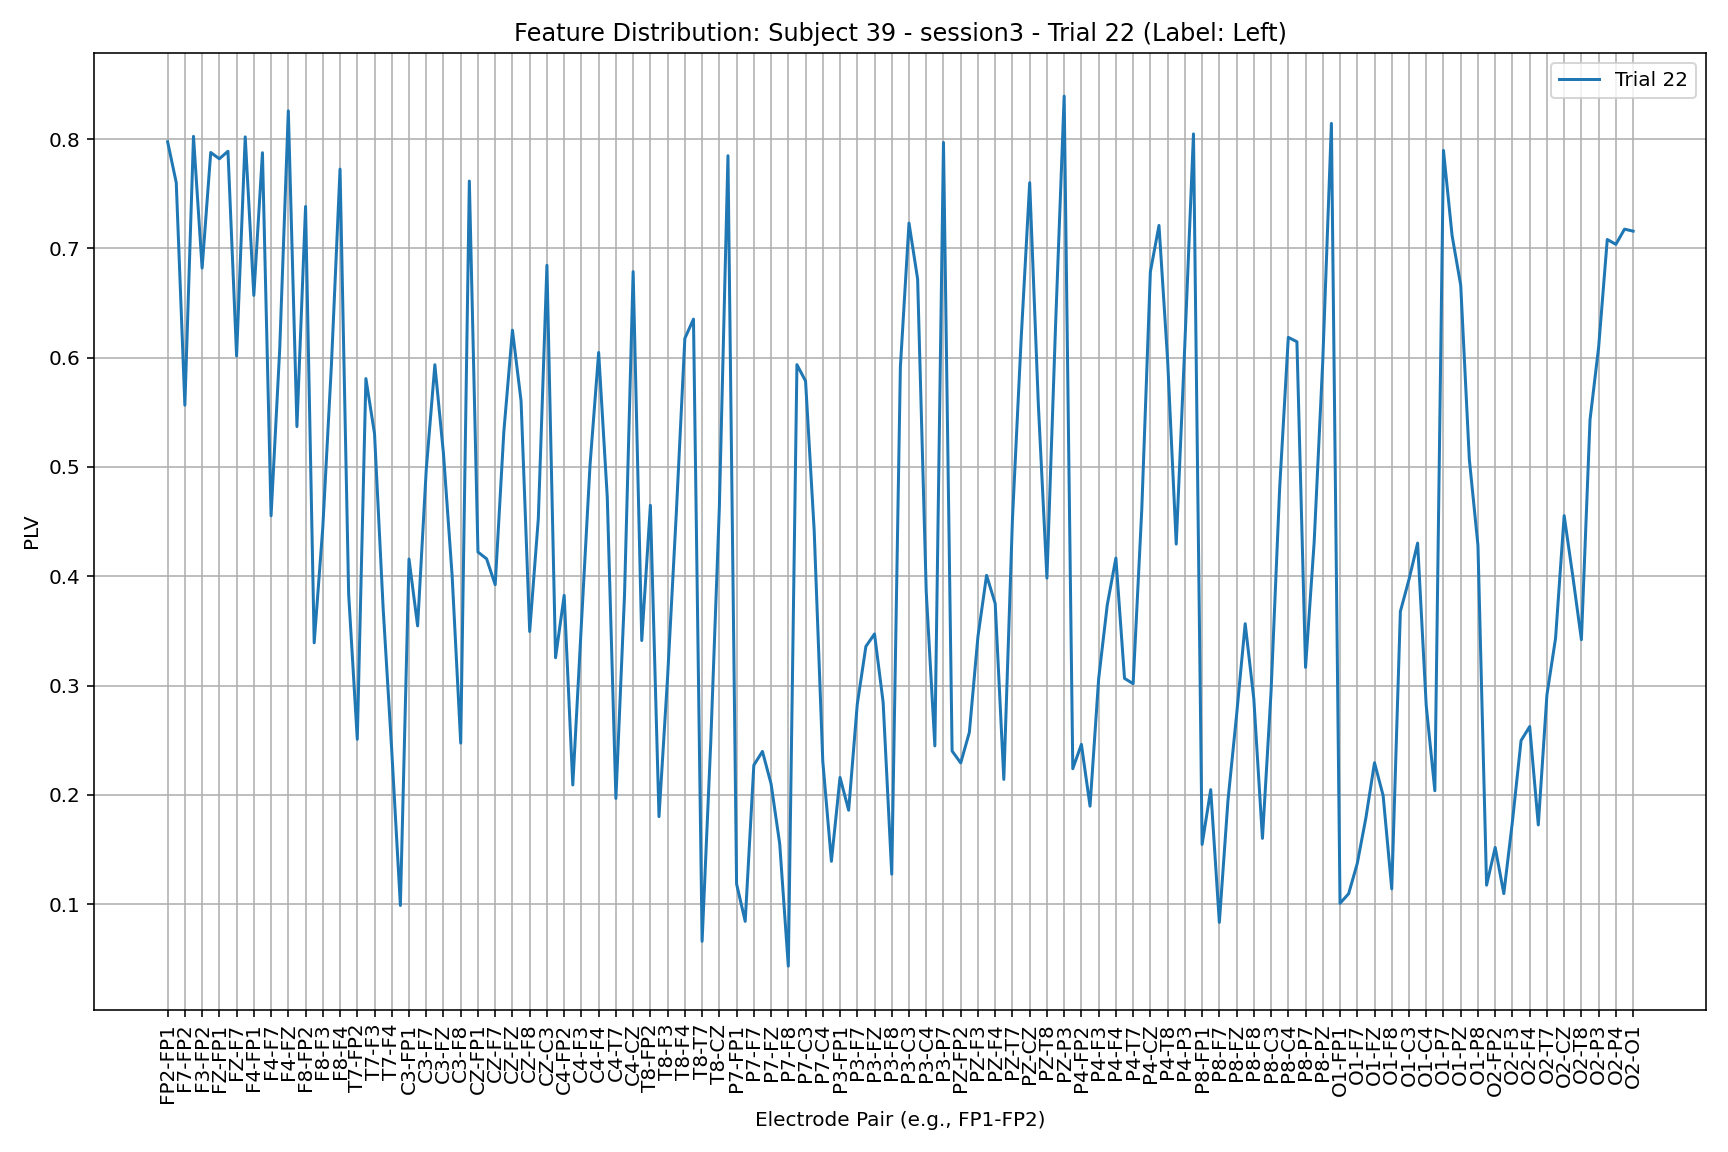 Feature Distribution: Subject 39 - session3 - Trial 22 (Label: Left)
Trial 22
0.8
0.7
0.6
0.5
0.4
0.3
0.2
0.1
PLV
FP2-FP1
F7-FP2
F3-FP2
FZ-FP1
FZ-F7
F4-FP1
F4-F7
F4-FZ
F8-FP2
F8-F3
F8-F4
T7-FP2
T7-F3
T7-F4
C3-FP1
C3-F7
C3-FZ
C3-F8
CZ-FP1
CZ-F7
CZ-FZ
CZ-F8
CZ-C3
C4-FP2
C4-F3
C4-F4
C4-T7
C4-CZ
T8-FP2
T8-F3
T8-F4
T8-T7
T8-CZ
P7-FP1
P7-F7
P7-FZ
P7-F8
P7-C3
P7-C4
P3-FP1
P3-F7
P3-FZ
P3-F8
P3-C3
P3-C4
P3-P7
PZ-FP2
PZ-F3
PZ-F4
PZ-T7
PZ-CZ
PZ-T8
PZ-P3
P4-FP2
P4-F3
P4-F4
P4-T7
P4-CZ
P4-T8
P4-P3
P8-FP1
P8-F7
P8-FZ
P8-F8
P8-C3
P8-C4
P8-P7
P8-PZ
O1-FP1
O1-F7
O1-FZ
O1-F8
O1-C3
O1-C4
O1-P7
O1-PZ
O1-P8
O2-FP2
O2-F3
O2-F4
O2-T7
O2-CZ
O2-T8
O2-P3
O2-P4
O2-O1
Electrode Pair (e.g., FP1-FP2)